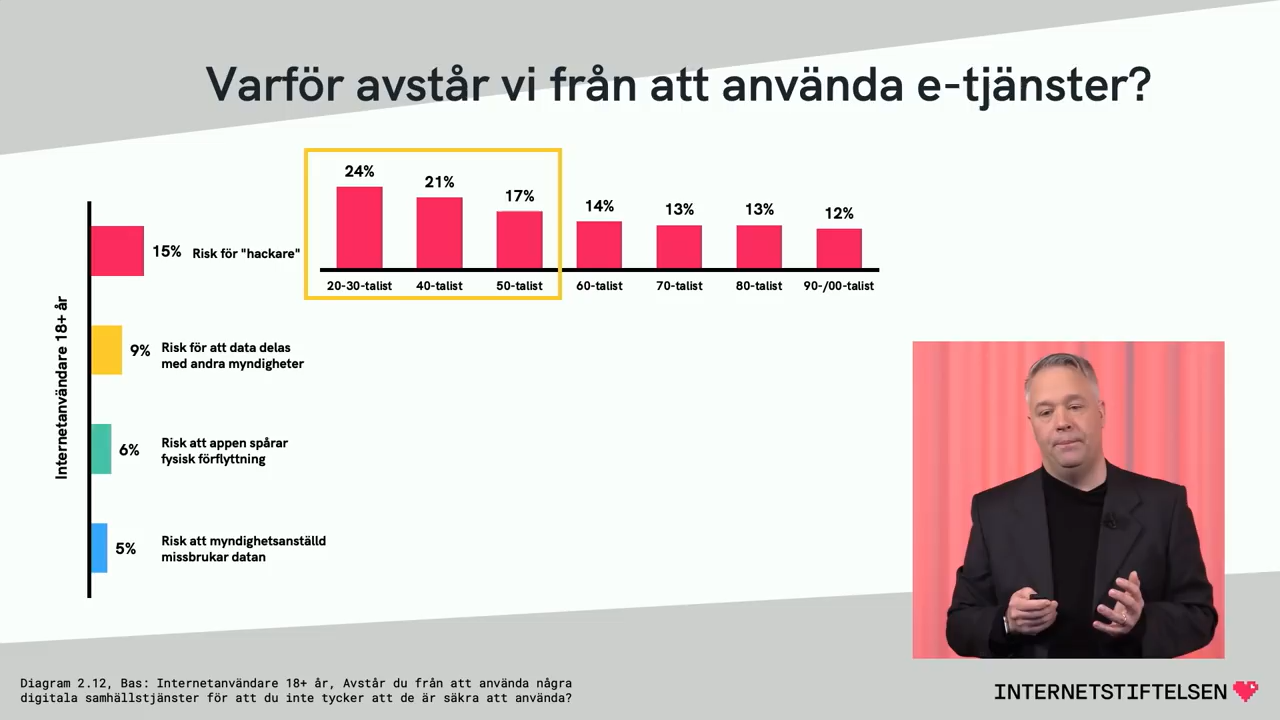 Varför avstår vi från att använda e-tjänster?
24%
21%
17%
14%
13%
13%
12%
20-30-talist
40-talist
50-talist
60-talist
70-talist
80-talist
90-/00-talist
Internetanvändare 18+ år
15%
Risk för "hackare"
9%
Risk för att data delas
med andra myndigheter
6%
Risk att appen spårar
fysisk förflyttning
5%
Risk att myndighetsanställd
missbrukar datan
Diagram 2.12, Bas: Internetanvändare 18+ år, Avstår du från att använda några
digitala samhällstjänster för att du inte tycker att de är säkra att använda?
INTERNETSTIFTELSEN